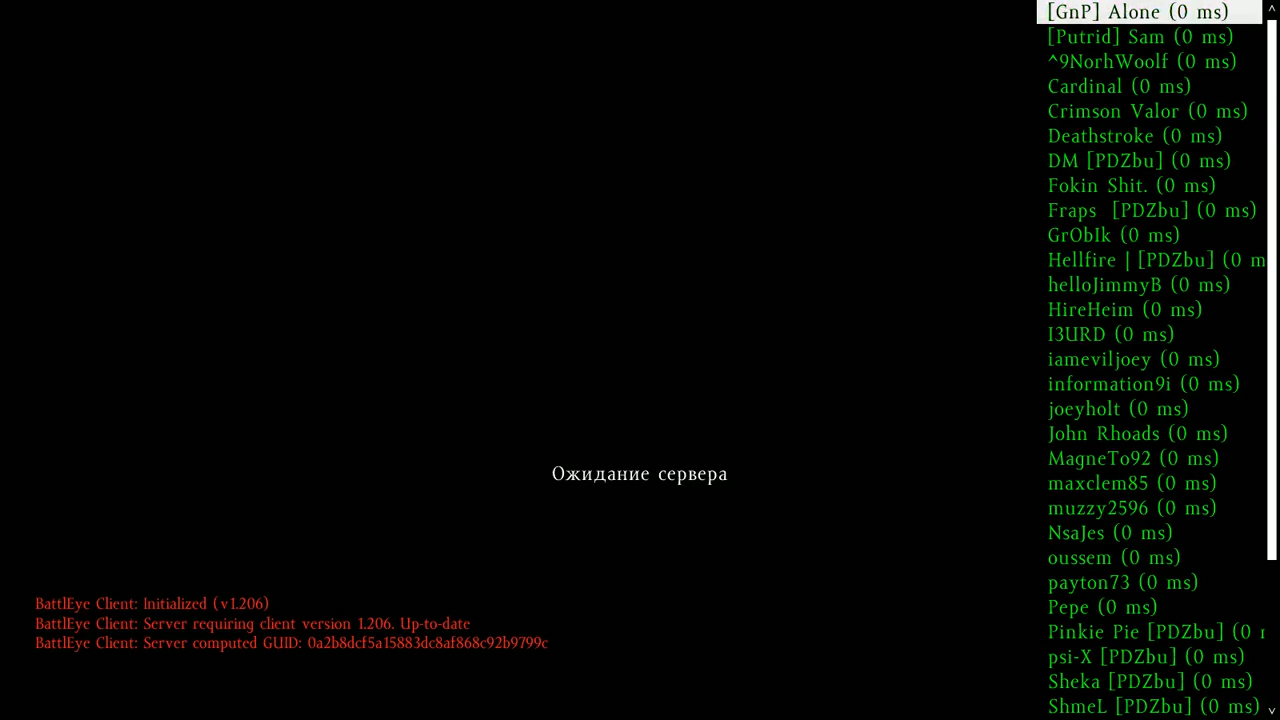 [GnP] Alone (0 ms)
[Putrid] Sam (0 ms)
^9NorhWoolf (0 ms)
Cardinal (0 ms)
Crimson Valor (0 ms)
Deathstroke (0 ms)
DM [PDZbu] (0 ms)
Fokin Shit. (0 ms)
Fraps [PDZbu] (0 ms)
GrObIk (0 ms)
Hellfire | [PDZbu] (0 m
helloJimmyB (0 ms)
HireHeim (0 ms)
I3URD (0 ms)
iameviljoey (0 ms)
information9i (0 ms)
joeyholt (0 ms)
John Rhoads (0 ms)
MagneTo92 (0 ms)
maxclem85 (0 ms)
muzzy2596 (0 ms)
NsaJes (0 ms)
oussem (0 ms)
payton73 (0 ms)
Pepe (0 ms)
Pinkie Pie [PDZbu] (0 r
psi-X [PDZbu] (0 ms)
Sheka [PDZbu] (0 ms)
ShmeL [PDZbu] (0 ms)
Ожидание сервера
BattlEye Client: Initialized (v1.206)
BattlEye Client: Server requiring client version 1.206. Up-to-date
BattlEye Client: Server computed GUID: 0a2b8dcf5a15883dc8af868c92b9799c